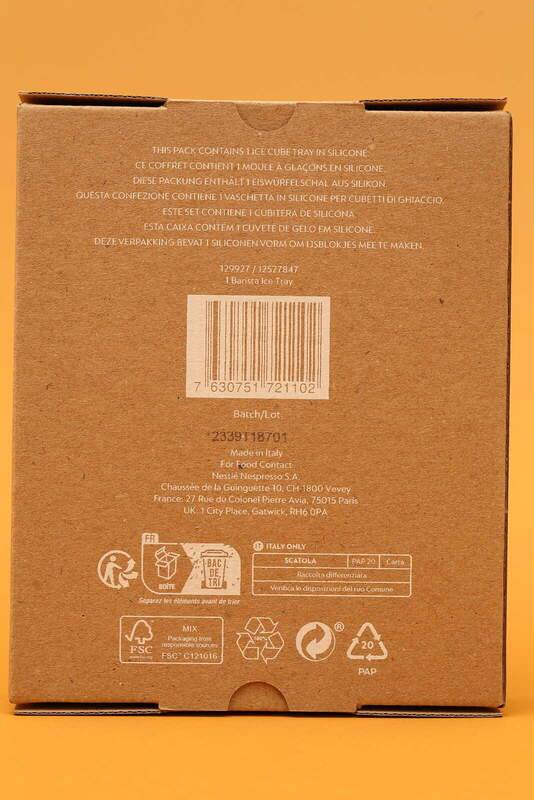 THIS PACK CONTAINS 1 ICE CUBE TRAY IN SILICONE.
CE COFFRET CONTIENT 1 MOULE À GLAÇONS EN SILICONE.
DIESE PACKUNG ENTHÄLT 1 EISWÜRFELSCHAL AUS SILIKON.
QUESTA CONFEZIONE CONTIENE 1 VASCHETTA IN SILICONE PER CUBETTI DI GHIACCIO.
ESTE SET CONTIENE 1 CUBITERA DE SILICONA.
ESTA CAIXA CONTÉM 1 CUVETE DE GELO EM SILICONE.
DEZE VERPAKKING BEVAT 1 SILICONEN VORM OM IJSBLOKJES MEE TE MAKEN.
129927 / 12527847
1 Barista Ice Tray
7 630751 721102
Batch/Lot
2339T18701
Made in Italy
For Food Contact
Nestlé Nespresso S.A.
Chaussée de la Guinguette 10, CH-1800 Vevey
France: 27 Rue du Colonel Pierre Avia, 75015 Paris
UK: 1 City Place, Gatwick, RH6 0PA
FR
BOÎTE
BAC
DE
TRI
Séparez les éléments avant de trier
IT ITALY ONLY
SCATOLA PAP 20 Carta
Raccolta differenziata
Verifica le disposizioni del tuo Comune
FSC
www.fsc.org
MIX
Packaging from
responsible sources
FSC™ C121016
100%
®
20
PAP